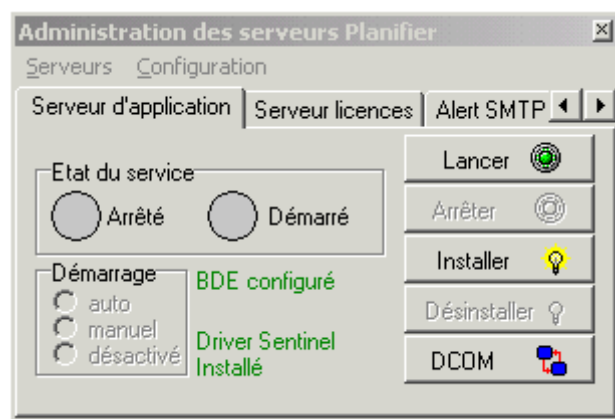 Administration des serveurs Planifier
Serveurs Configuration
Serveur d'application Serveur licences Alert SMTP
Etat du service
Arrêté Démarré
Démarrage
auto
manuel
désactivé
BDE configuré
Driver Sentinel
Installé
Lancer
Arrêter
Installer
Désinstaller
DCOM